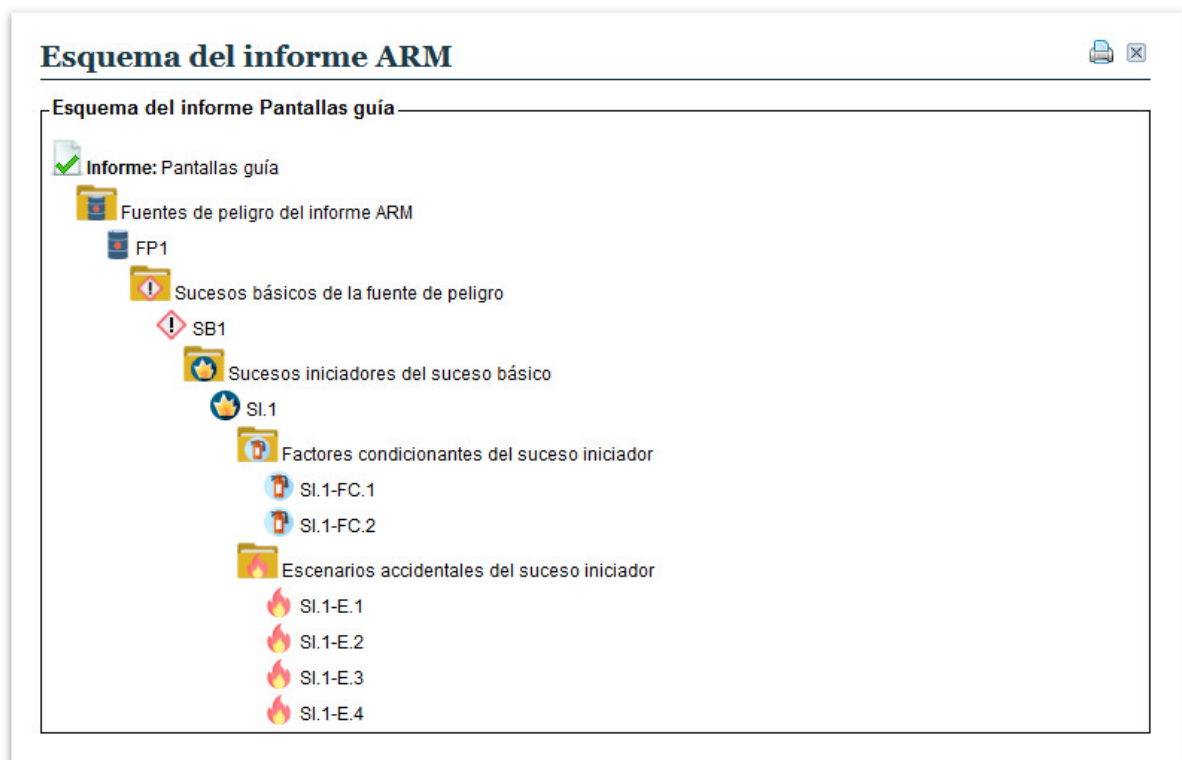 Esquema del informe ARM
Esquema del informe Pantallas guía
Informe: Pantallas guía
Fuentes de peligro del informe ARM
FP1
Sucesos básicos de la fuente de peligro
SB1
Sucesos iniciadores del suceso básico
SI.1
Factores condicionantes del suceso iniciador
SI.1-FC.1
SI.1-FC.2
Escenarios accidentales del suceso iniciador
SI.1-E.1
SI.1-E.2
SI.1-E.3
SI.1-E.4